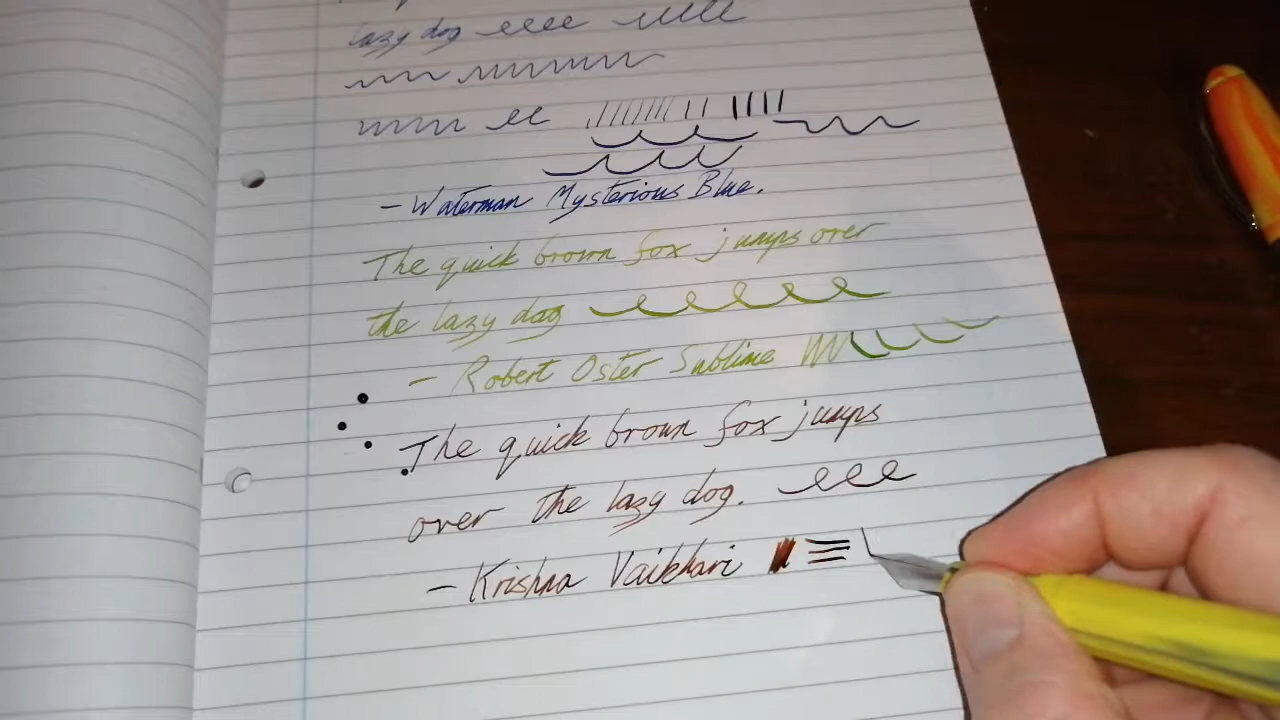 lazy dog
- Waterman Mysterious Blue.
The quick brown fox jumps over
the lazy dog
- Robert Oster Sublime
The quick brown fox jumps
over the lazy dog.
- Krishna Vaikhari